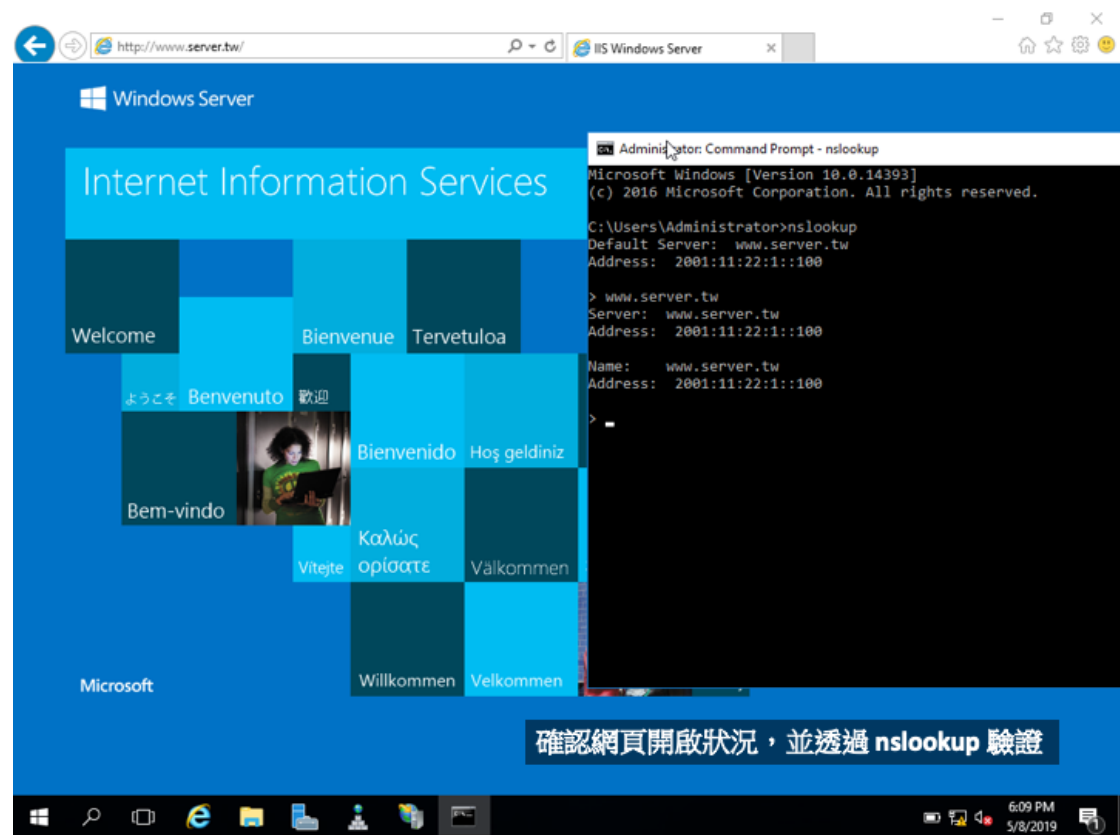 http://www.server.tw/
IIS Windows Server
Windows Server
Internet Information Services
Welcome
Bienvenue
Tervetuloa
ようこそ
Benvenuto
歡迎
Bienvenido
Hoş geldiniz
Bem-vindo
Vítejte
Καλώς
ορίσατε
Välkommen
Willkommen
Velkommen
Microsoft
Administrator: Command Prompt - nslookup
Microsoft Windows [Version 10.0.14393]
(c) 2016 Microsoft Corporation. All rights reserved.
C:\Users\Administrator>nslookup
Default Server:  www.server.tw
Address:  2001:11:22:1::100
> www.server.tw
Server:  www.server.tw
Address:  2001:11:22:1::100
Name:    www.server.tw
Address:  2001:11:22:1::100
>
確認網頁開啟狀況，並透過 nslookup 驗證
6:09 PM
5/8/2019